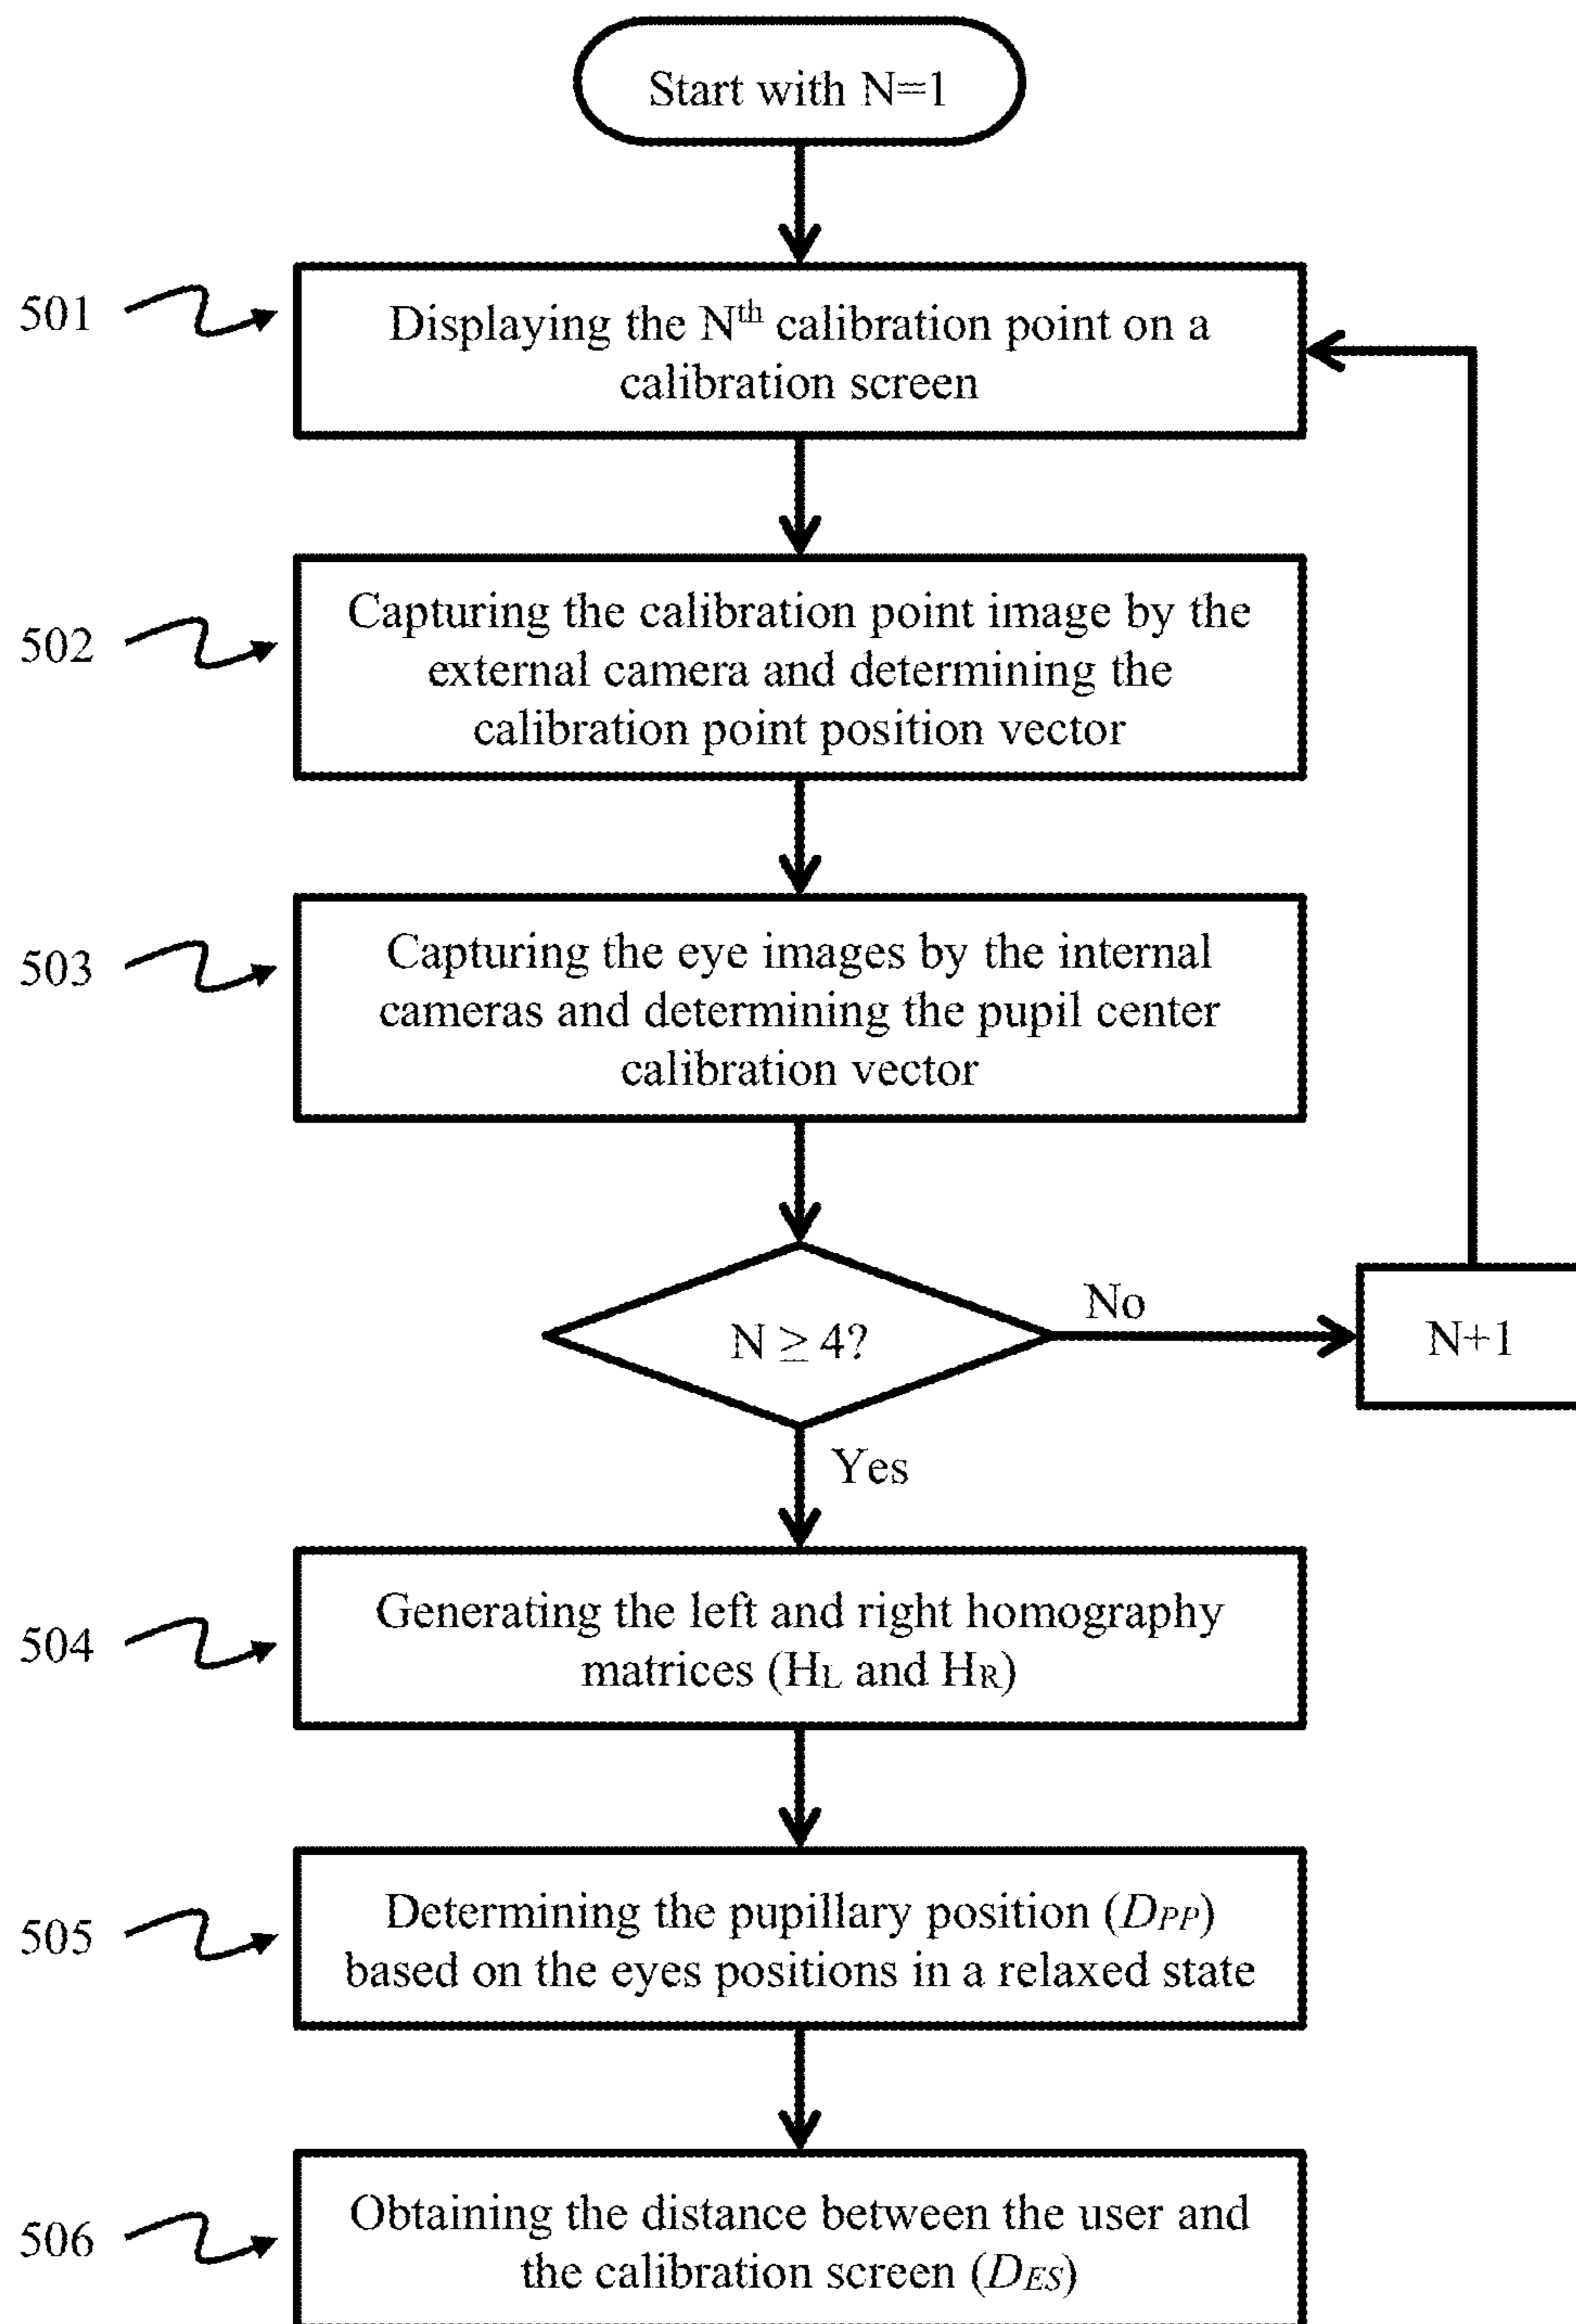 Start with N=1
501
Displaying the Nth calibration point on a
calibration screen
502
Capturing the calibration point image by the
external camera and determining the
calibration point position vector
503
Capturing the eye images by the internal
cameras and determining the pupil center
calibration vector
N ≥ 4?
No
N+1
Yes
504
Generating the left and right homography
matrices (HL and HR)
505
Determining the pupillary position (DPP)
based on the eyes positions in a relaxed state
506
Obtaining the distance between the user and
the calibration screen (DES)